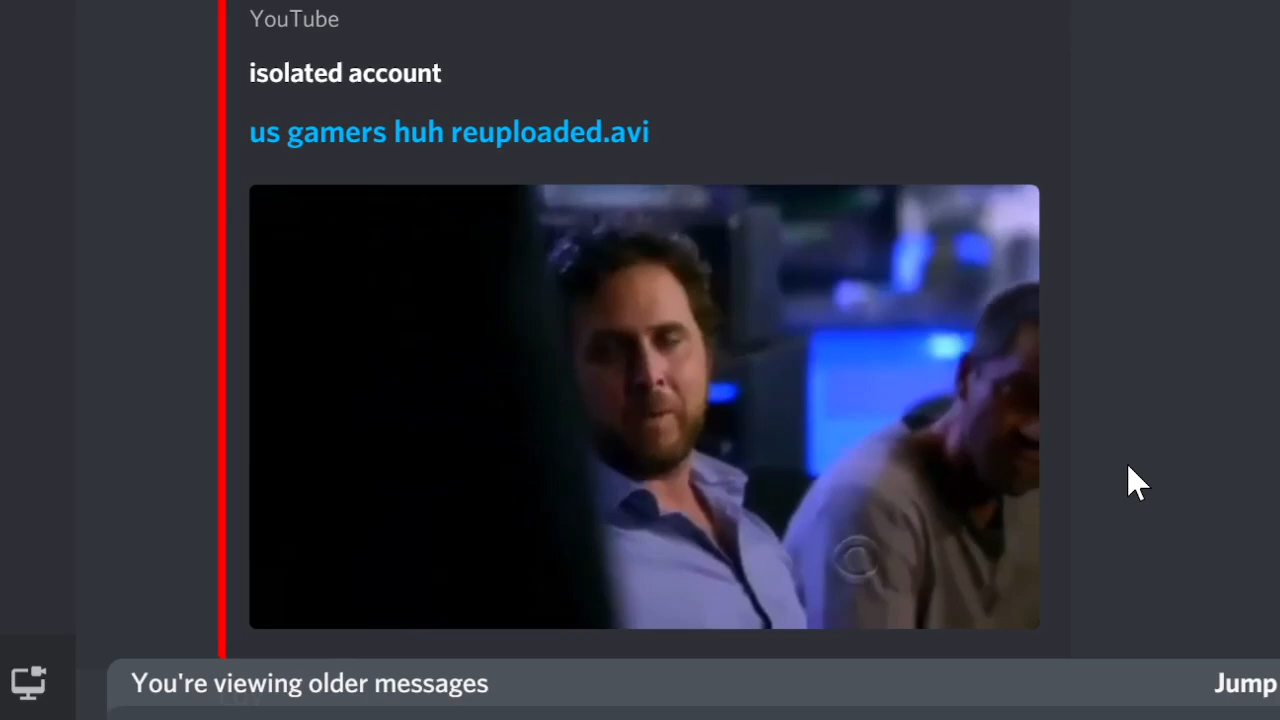 YouTube
isolated account
us gamers huh reuploaded.avi
You're viewing older messages
Jump